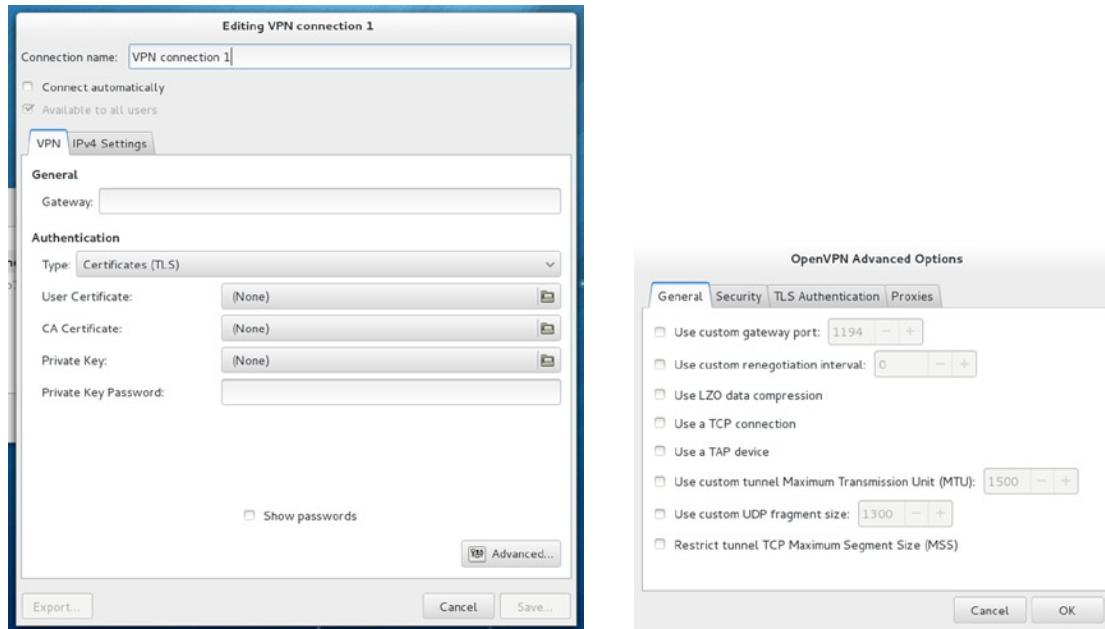 Editing VPN connection 1
Connection name: VPN connection 1
Connect automatically
Available to all users
VPN IPv4 Settings
General
Gateway:
Authentication
Type: Certificates (TLS)
User Certificate: (None)
CA Certificate: (None)
Private Key: (None)
Private Key Password:
Show passwords
Advanced...
Export... Cancel Save...
OpenVPN Advanced Options
General Security TLS Authentication Proxies
Use custom gateway port: 1194 - +
Use custom renegotiation interval: 0 - +
Use LZO data compression
Use a TCP connection
Use a TAP device
Use custom tunnel Maximum Transmission Unit (MTU): 1500 - +
Use custom UDP fragment size: 1300 - +
Restrict tunnel TCP Maximum Segment Size (MSS)
Cancel OK